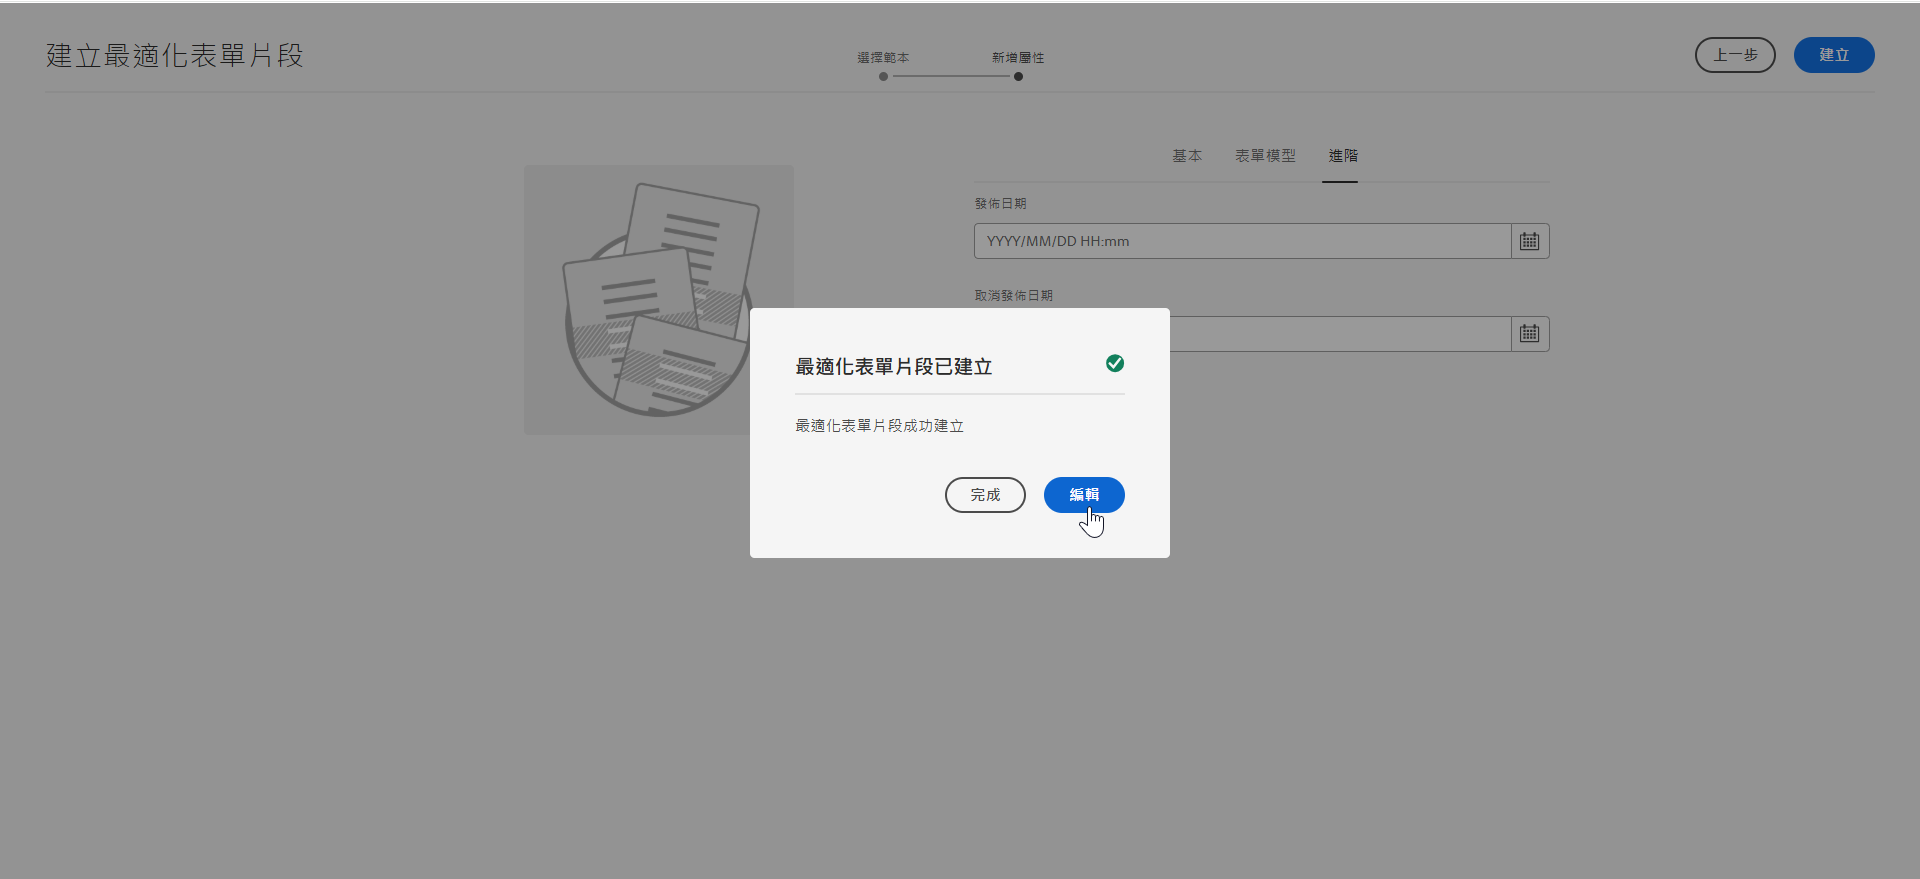 建立最適化表單片段
選擇範本
新增屬性
上一步
建立
基本
表單模型
進階
發佈日期
YYYY/MM/DD HH:mm
取消發佈日期
最適化表單片段已建立
最適化表單片段成功建立
完成
編輯